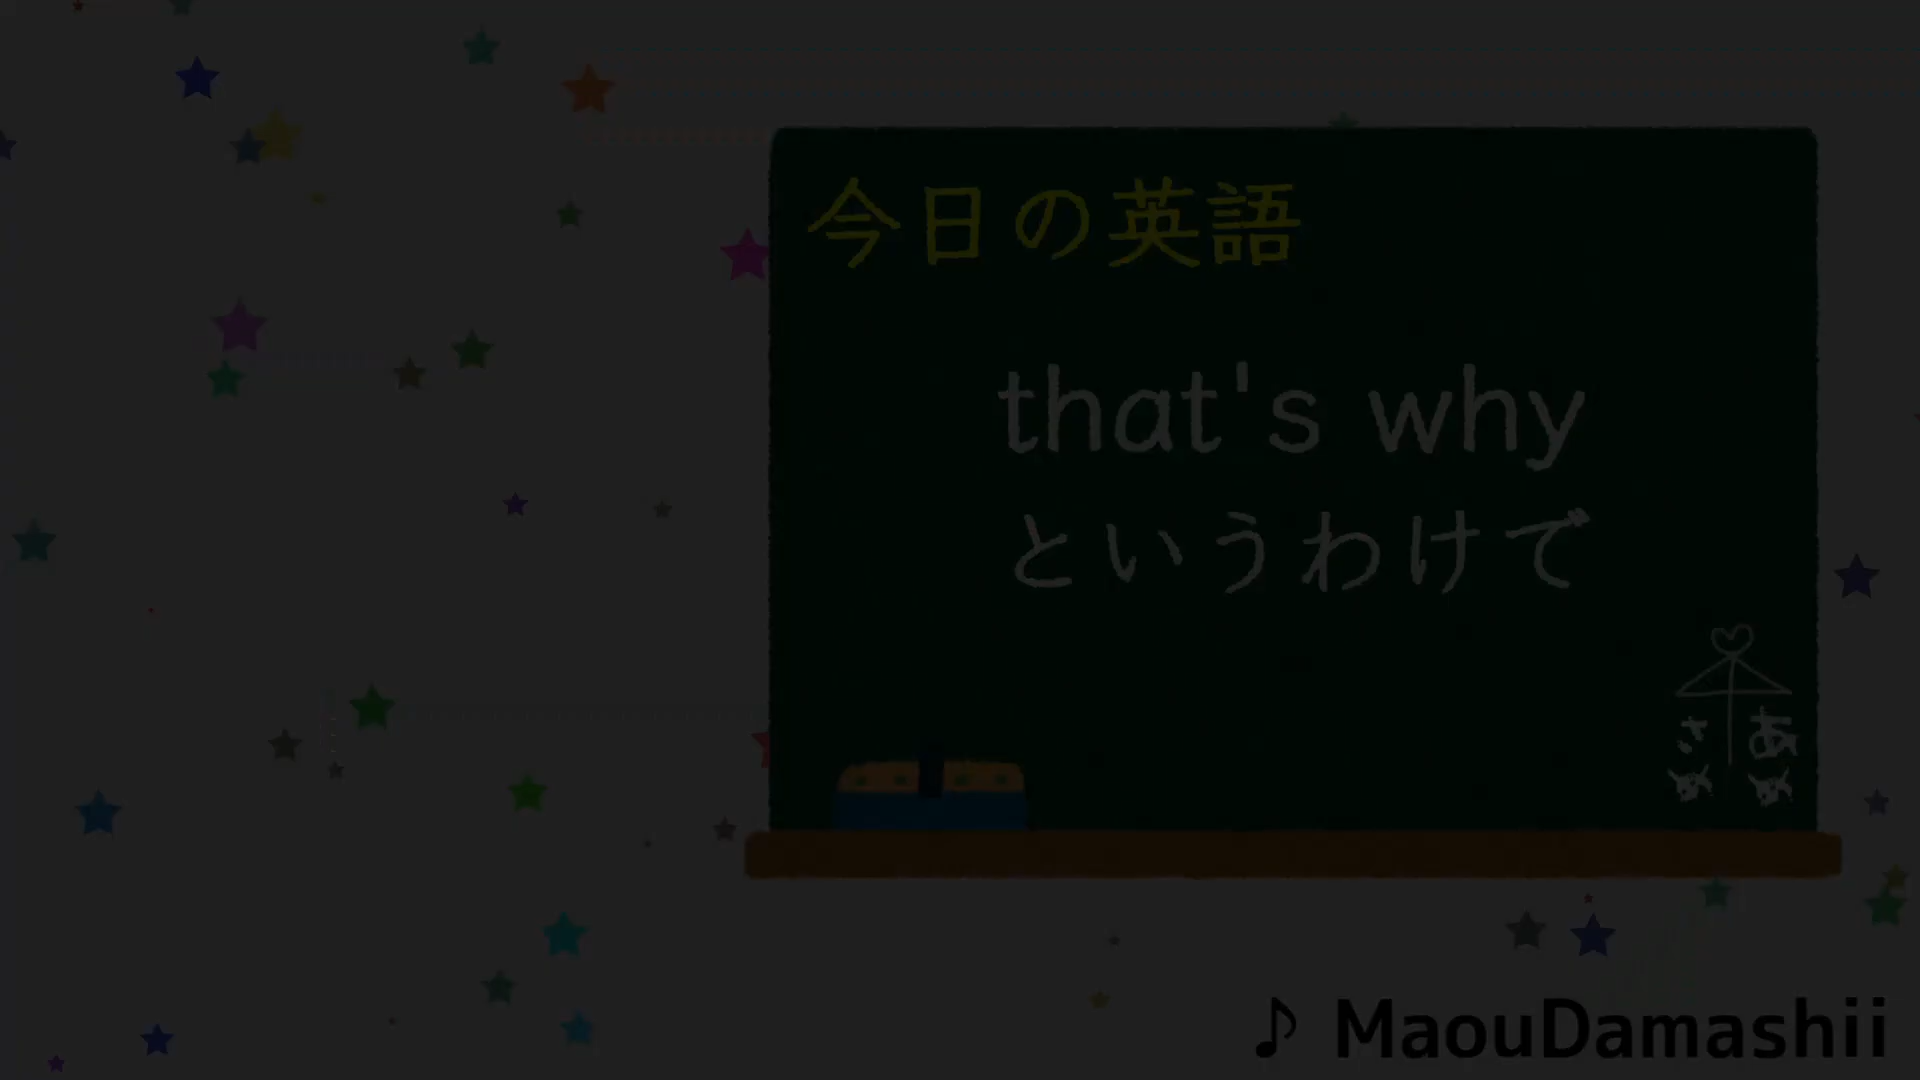 今日の英語
that's why
というわけで
さ あ
め め
♪ MaouDamashii